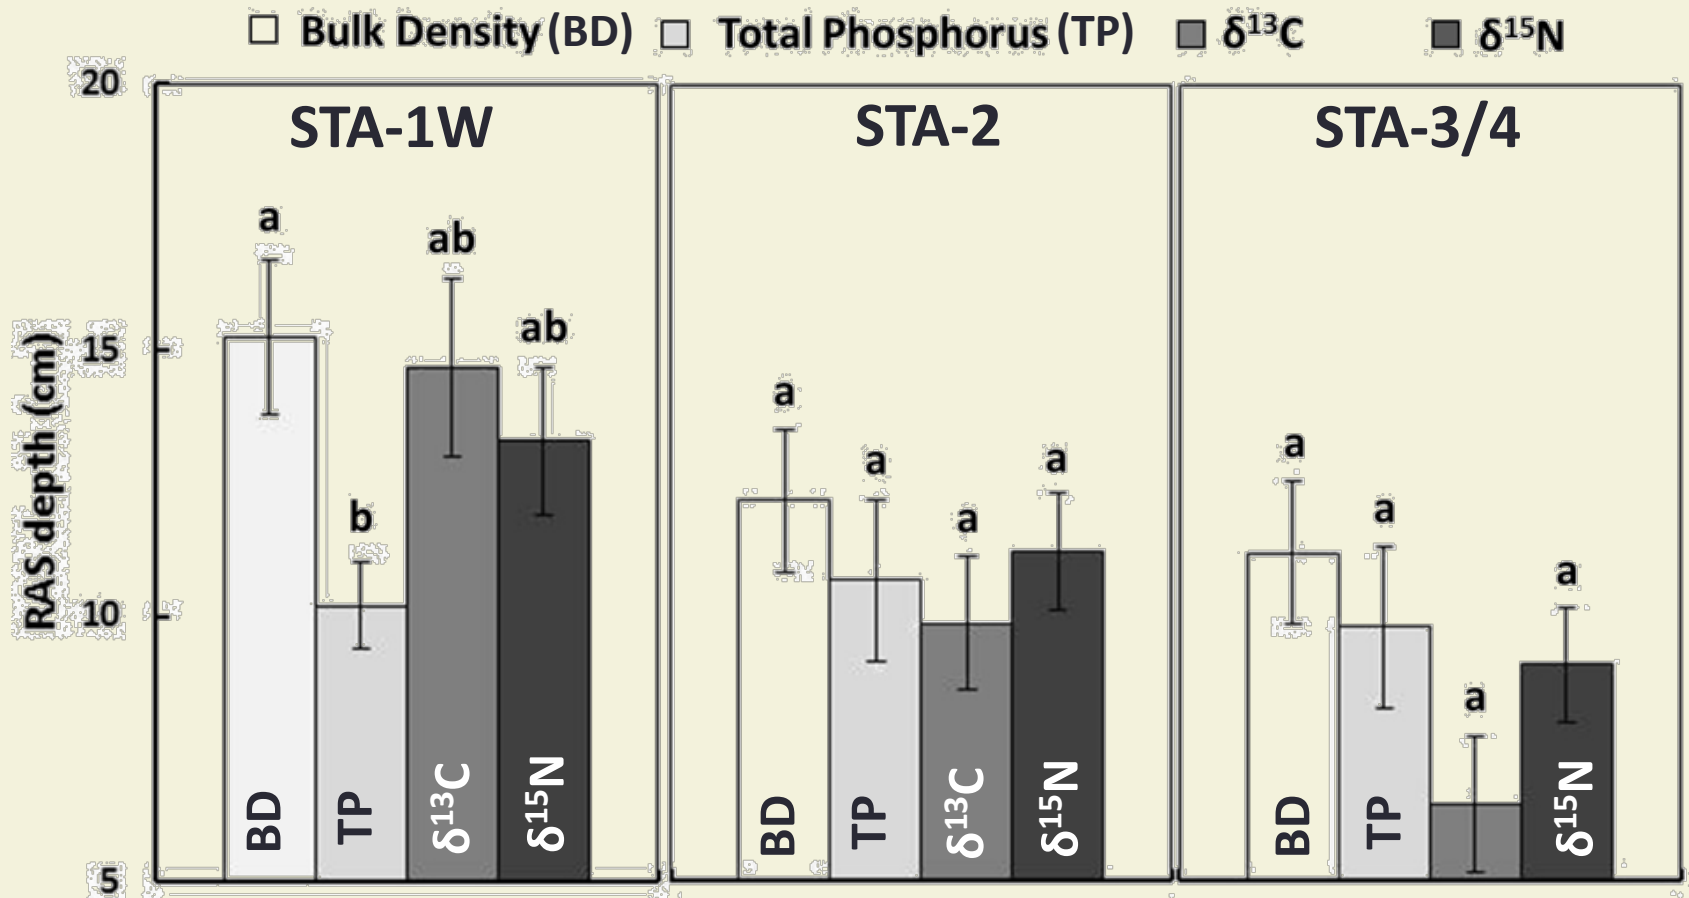 Bulk Density (BD) Total Phosphorus (TP) δ¹³C δ¹⁵N
RAS depth (cm)
20
15
10
5
STA-1W
a
b
ab
ab
BD
TP
δ¹³C
δ¹⁵N
STA-2
a
a
a
a
BD
TP
δ¹³C
δ¹⁵N
STA-3/4
a
a
a
a
BD
TP
δ¹⁵N